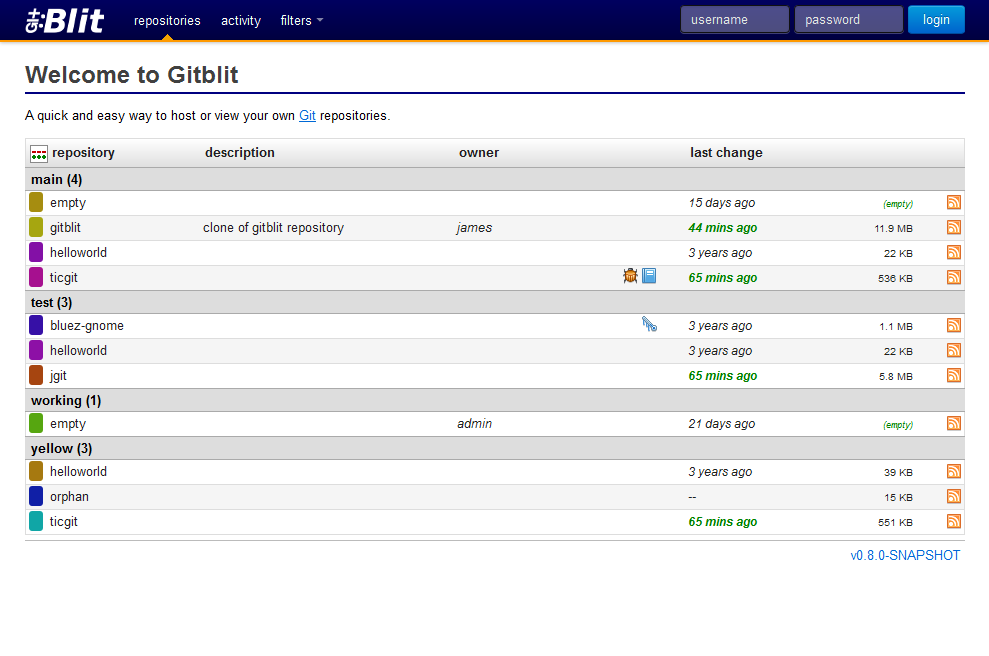 Blit repositories activity filters username password login
Welcome to Gitblit
A quick and easy way to host or view your own Git repositories.
repository description owner last change
main (4)
empty 15 days ago (empty)
gitblit clone of gitblit repository james 44 mins ago 11.9 MB
helloworld 3 years ago 22 KB
ticgit 65 mins ago 536 KB
test (3)
bluez-gnome 3 years ago 1.1 MB
helloworld 3 years ago 22 KB
jgit 65 mins ago 5.8 MB
working (1)
empty admin 21 days ago (empty)
yellow (3)
helloworld 3 years ago 39 KB
orphan -- 15 KB
ticgit 65 mins ago 551 KB
v0.8.0-SNAPSHOT